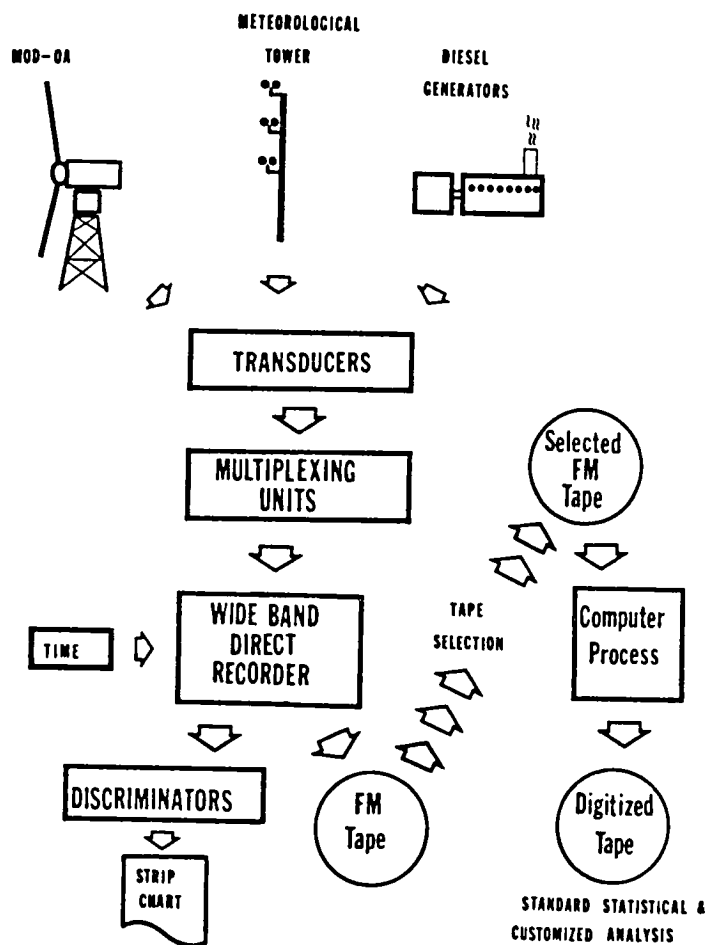 METEOROLOGICAL
TOWER
MOD-OA
DIESEL
GENERATORS
TRANSDUCERS
MULTIPLEXING
UNITS
WIDE BAND
DIRECT
RECORDER
TIME
DISCRIMINATORS
STRIP
CHART
FM
Tape
TAPE
SELECTION
Selected
FM
Tape
Computer
Process
Digitized
Tape
STANDARD STATISTICAL &
CUSTOMIZED ANALYSIS